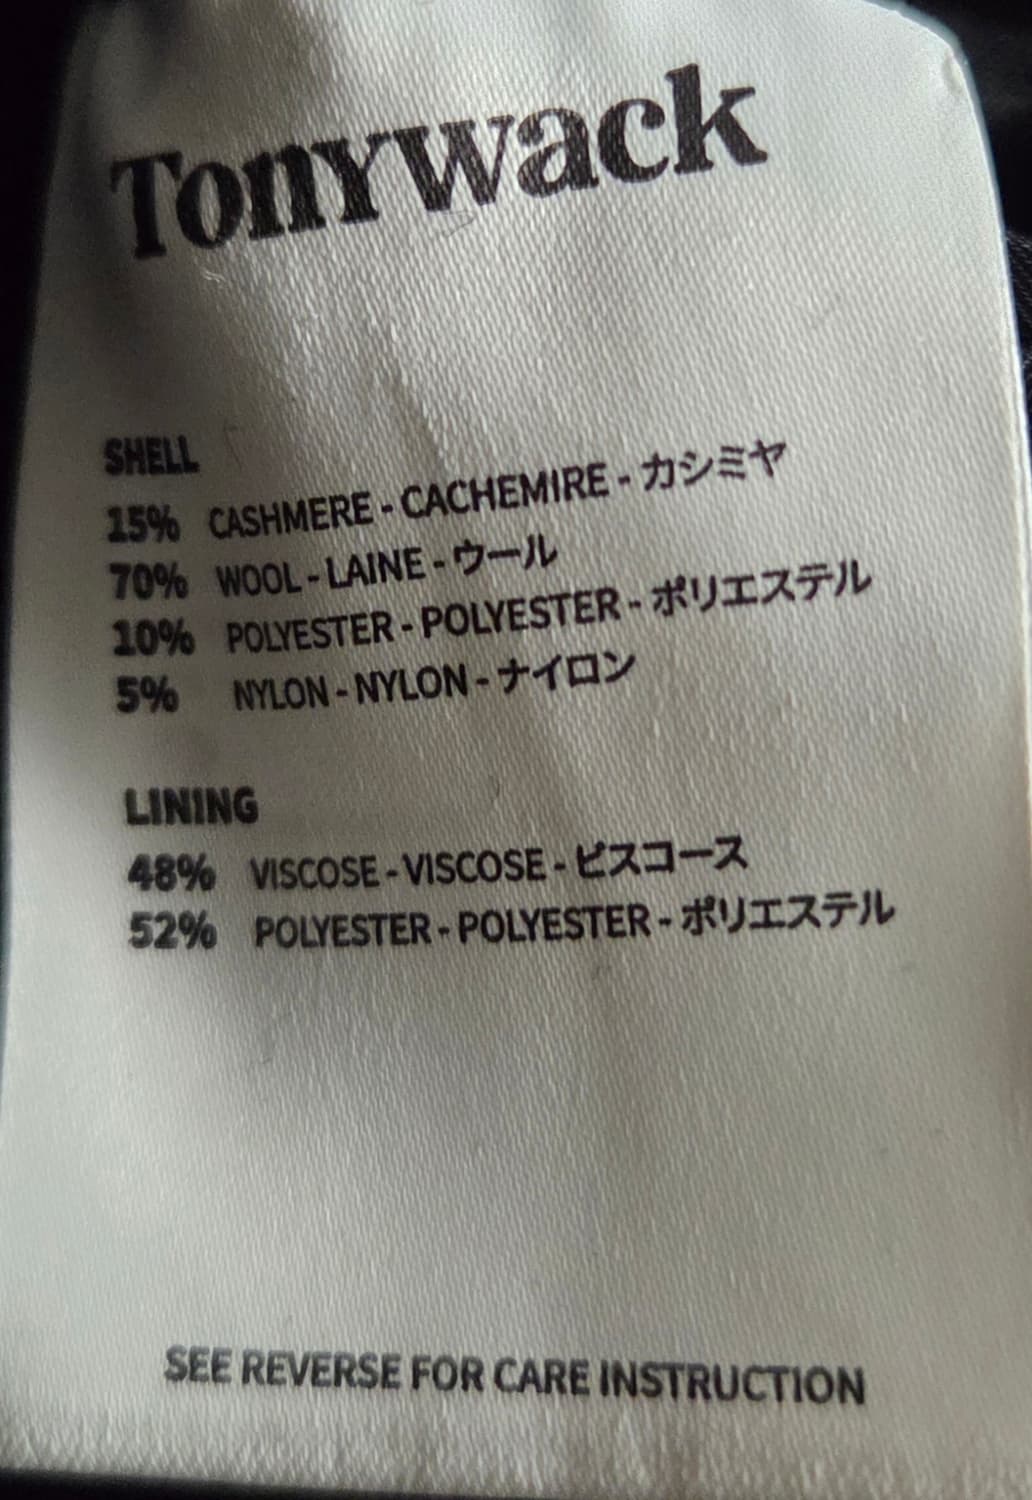 Tonywack
SHELL
15% CASHMERE - CACHEMIRE - カシミヤ
70% WOOL - LAINE - ウール
10% POLYESTER - POLYESTER - ポリエステル
5% NYLON - NYLON - ナイロン
LINING
48% VISCOSE - VISCOSE - ビスコース
52% POLYESTER - POLYESTER - ポリエステル
SEE REVERSE FOR CARE INSTRUCTION